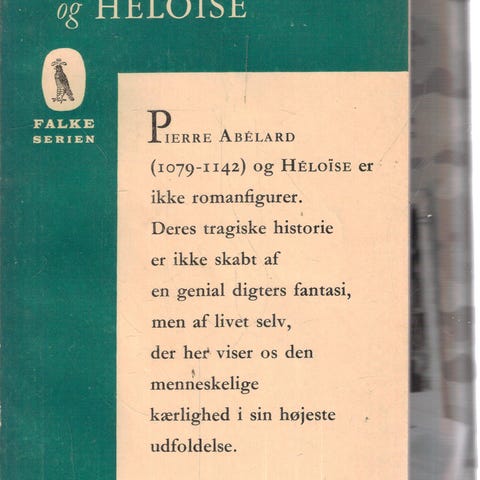 og HÉLOÏSE
FALKE
SERIEN
PIERRE ABÉLARD
(1079-1142) og HÉLOÏSE er
ikke romanfigurer.
Deres tragiske historie
er ikke skabt af
en genial digters fantasi,
men af livet selv,
der her viser os den
menneskelige
kærlighed i sin højeste
udfoldelse.